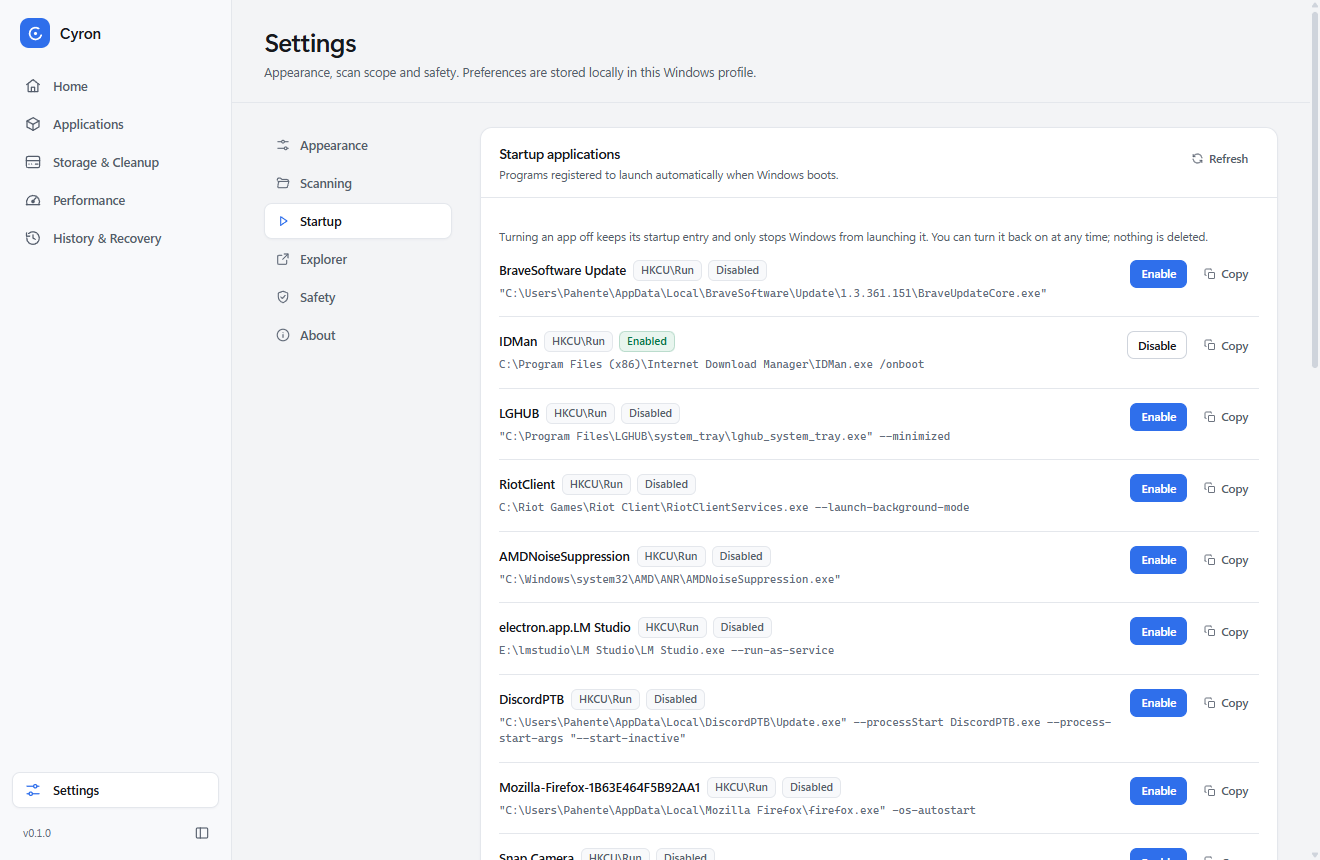 Cyron
Home
Applications
Storage & Cleanup
Performance
History & Recovery
Settings
v0.1.0
Settings
Appearance, scan scope and safety. Preferences are stored locally in this Windows profile.
Appearance
Scanning
Startup
Explorer
Safety
About
Startup applications
Programs registered to launch automatically when Windows boots.
Refresh
Turning an app off keeps its startup entry and only stops Windows from launching it. You can turn it back on at any time; nothing is deleted.
BraveSoftware Update HKCU\Run Disabled
"C:\Users\Pahente\AppData\Local\BraveSoftware\Update\1.3.361.151\BraveUpdateCore.exe"
Enable Copy
IDMan HKCU\Run Enabled
C:\Program Files (x86)\Internet Download Manager\IDMan.exe /onboot
Disable Copy
LGHUB HKCU\Run Disabled
"C:\Program Files\LGHUB\system_tray\lghub_system_tray.exe" --minimized
Enable Copy
RiotClient HKCU\Run Disabled
C:\Riot Games\Riot Client\RiotClientServices.exe --launch-background-mode
Enable Copy
AMDNoiseSuppression HKCU\Run Disabled
"C:\Windows\system32\AMD\ANR\AMDNoiseSuppression.exe"
Enable Copy
electron.app.LM Studio HKCU\Run Disabled
E:\lmstudio\LM Studio\LM Studio.exe --run-as-service
Enable Copy
DiscordPTB HKCU\Run Disabled
"C:\Users\Pahente\AppData\Local\DiscordPTB\Update.exe" --processStart DiscordPTB.exe --process-
start-args "--start-inactive"
Enable Copy
Mozilla-Firefox-1B63E464F5B92AA1 HKCU\Run Disabled
"C:\Users\Pahente\AppData\Local\Mozilla Firefox\firefox.exe" -os-autostart
Enable Copy
Snap Camera HKCU\Run Disabled
Enable Copy